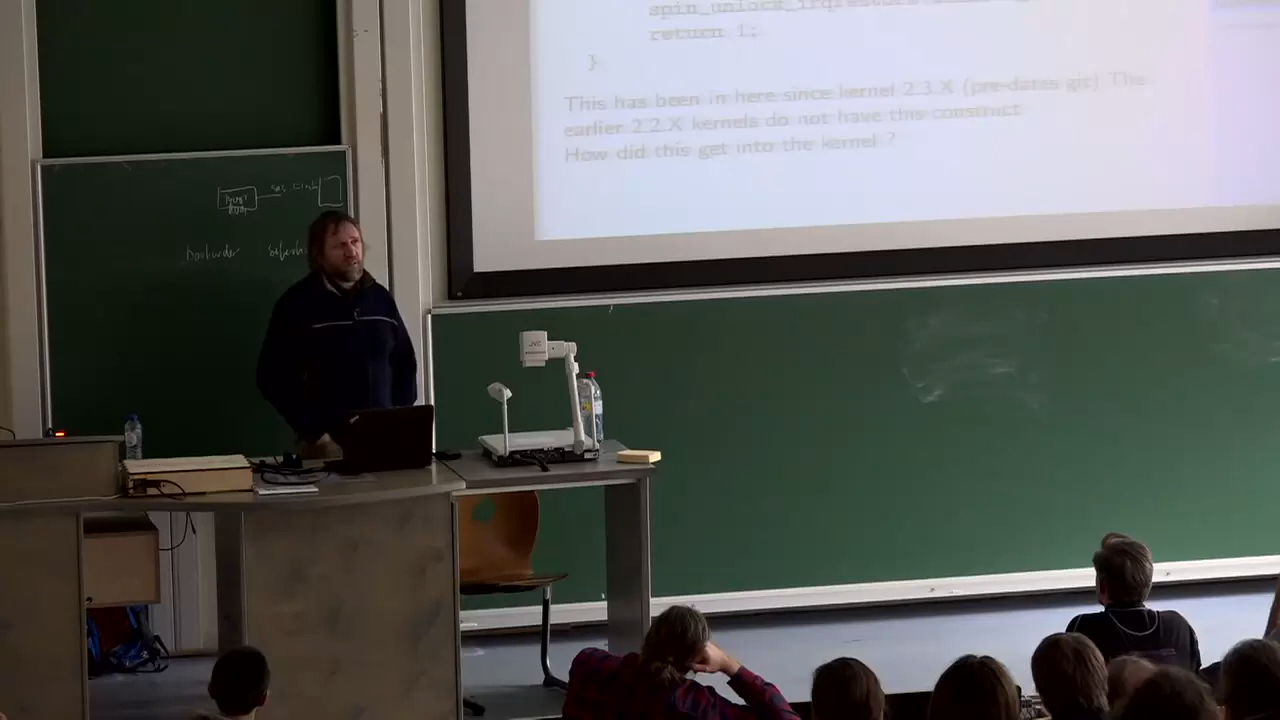 return 1;
}
This has been in here since kernel 2.3.X (pre-dates git) The
earlier 2.2.X kernels do not have this construct
How did this get into the kernel ?
JVC